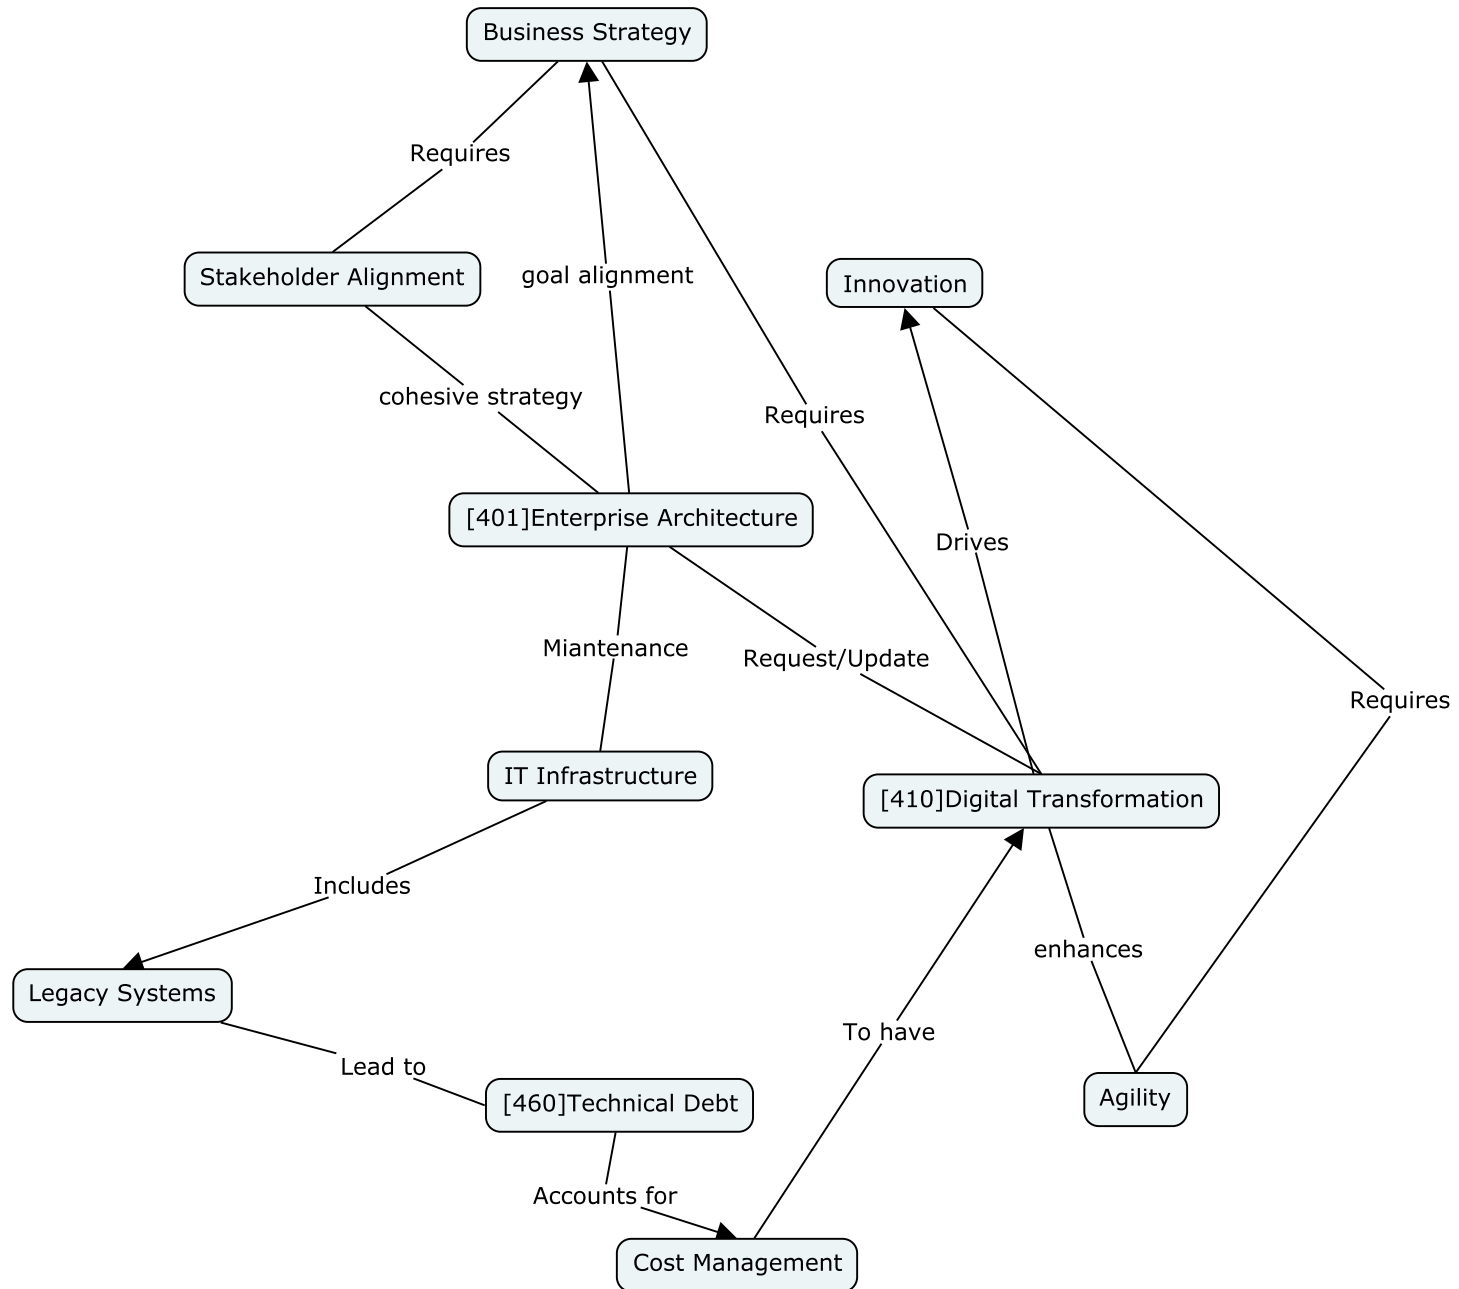 Business Strategy
Requires
Stakeholder Alignment
goal alignment
Innovation
cohesive strategy
Requires
[401]Enterprise Architecture
Drives
Miantenance
Request/Update
Requires
IT Infrastructure
[410]Digital Transformation
Includes
enhances
Legacy Systems
To have
Lead to
[460]Technical Debt
Agility
Accounts for
Cost Management